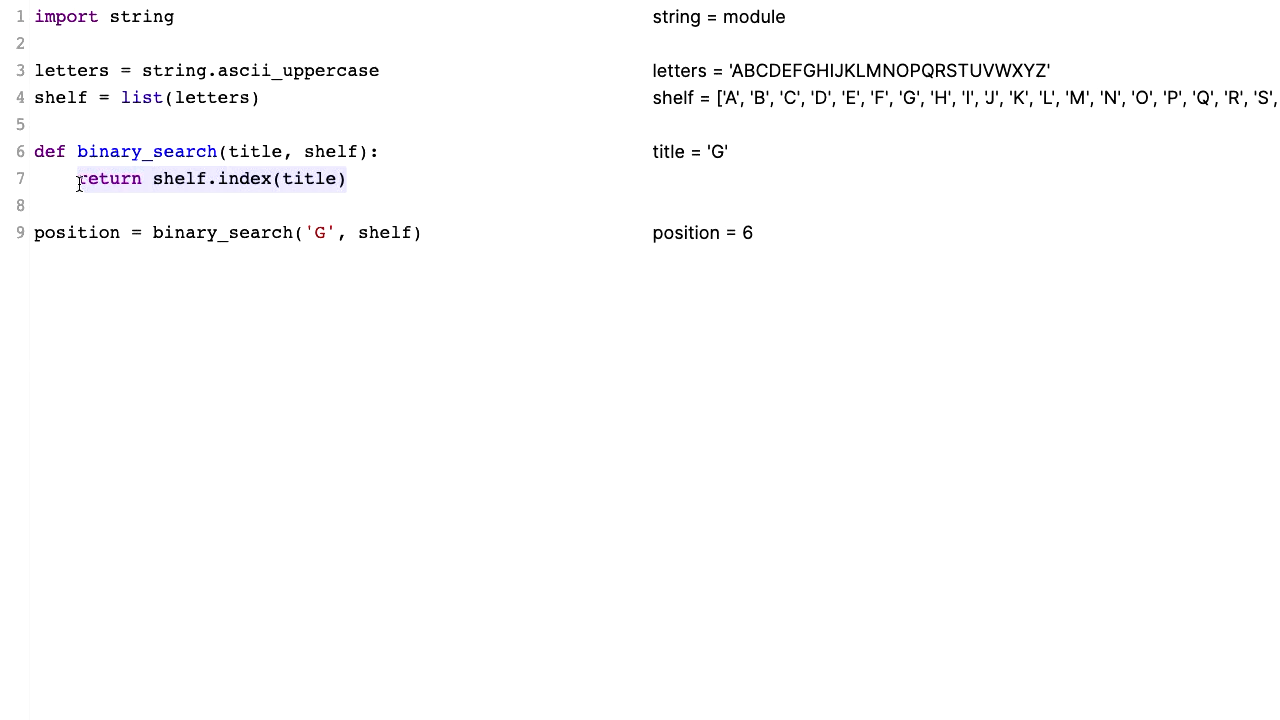 1 import string string = module
2
3 letters = string.ascii_uppercase letters = 'ABCDEFGHIJKLMNOPQRSTUVWXYZ'
4 shelf = list(letters) shelf = ['A', 'B', 'C', 'D', 'E', 'F', 'G', 'H', 'I', 'J', 'K', 'L', 'M', 'N', 'O', 'P', 'Q', 'R', 'S',
5
6 def binary_search(title, shelf): title = 'G'
7 return shelf.index(title)
8
9 position = binary_search('G', shelf) position = 6